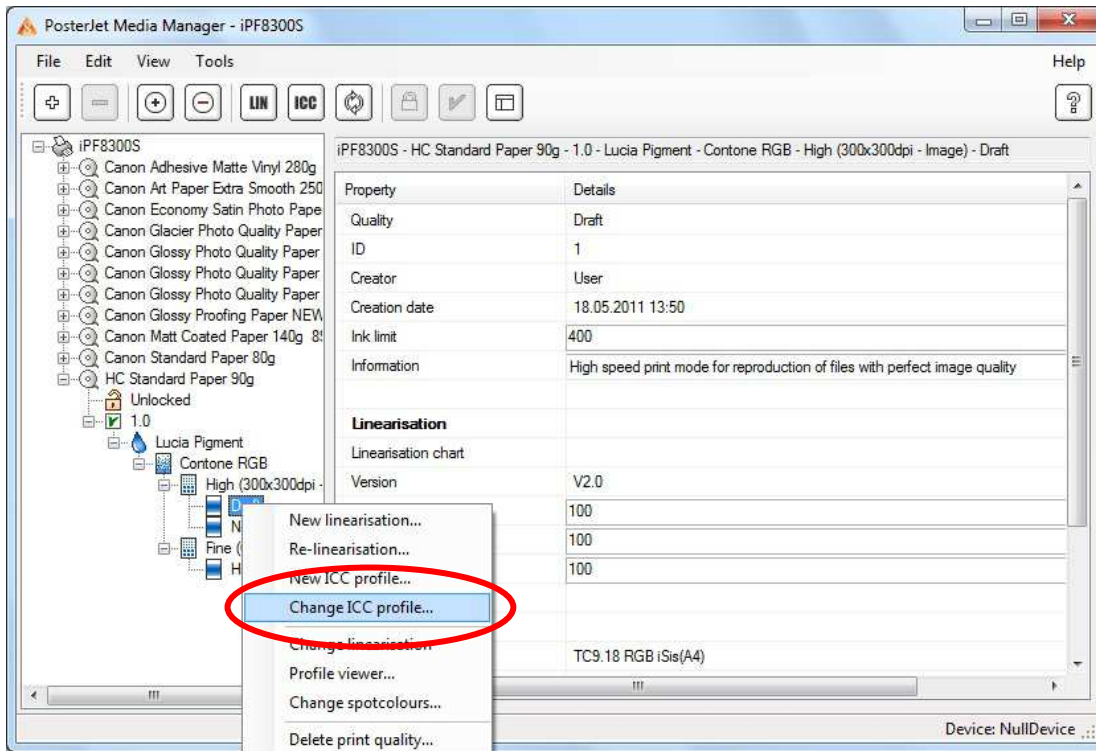 PosterJet Media Manager - iPF8300S
File Edit View Tools Help
LIN ICC
iPF8300S
Canon Adhesive Matte Vinyl 280g
Canon Art Paper Extra Smooth 250
Canon Economy Satin Photo Pape
Canon Glacier Photo Quality Paper
Canon Glossy Photo Quality Paper
Canon Glossy Photo Quality Paper
Canon Glossy Photo Quality Paper
Canon Glossy Proofing Paper NEW
Canon Matt Coated Paper 140g 8
Canon Standard Paper 80g
HC Standard Paper 90g
Unlocked
1.0
Lucia Pigment
Contone RGB
High (300x300dpi -
D
N
Fine (
H
iPF8300S - HC Standard Paper 90g - 1.0 - Lucia Pigment - Contone RGB - High (300x300dpi - Image) - Draft
Property Details
Quality Draft
ID 1
Creator User
Creation date 18.05.2011 13:50
Ink limit 400
Information High speed print mode for reproduction of files with perfect image quality
Linearisation
Linearisation chart
Version V2.0
100
100
100
TC9.18 RGB iSis(A4)
New linearisation...
Re-linearisation...
New ICC profile...
Change ICC profile...
Change linearisation
Profile viewer...
Change spotcolours...
Delete print quality...
Device: NullDevice